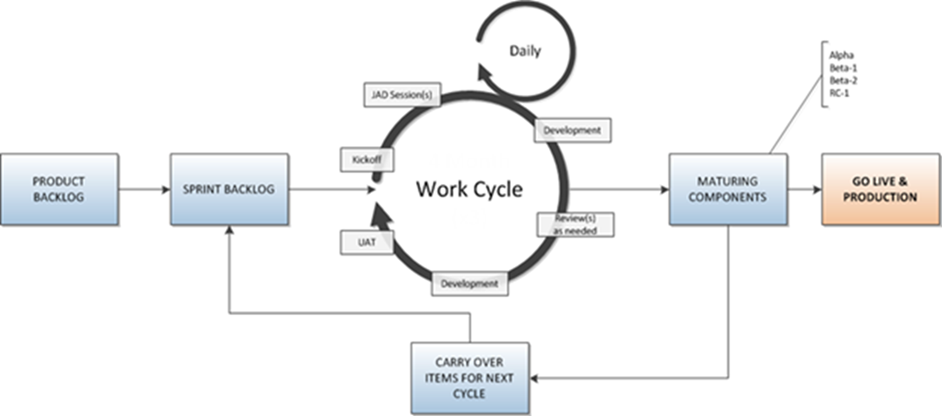 Daily
Alpha
Beta-1
Beta-2
RC-1
JAD Session(s)
Development
Kickoff
PRODUCT
BACKLOG
SPRINT BACKLOG
Work Cycle
MATURING
COMPONENTS
GO LIVE &
PRODUCTION
Review(s)
as needed
UAT
Development
CARRY OVER
ITEMS FOR NEXT
CYCLE